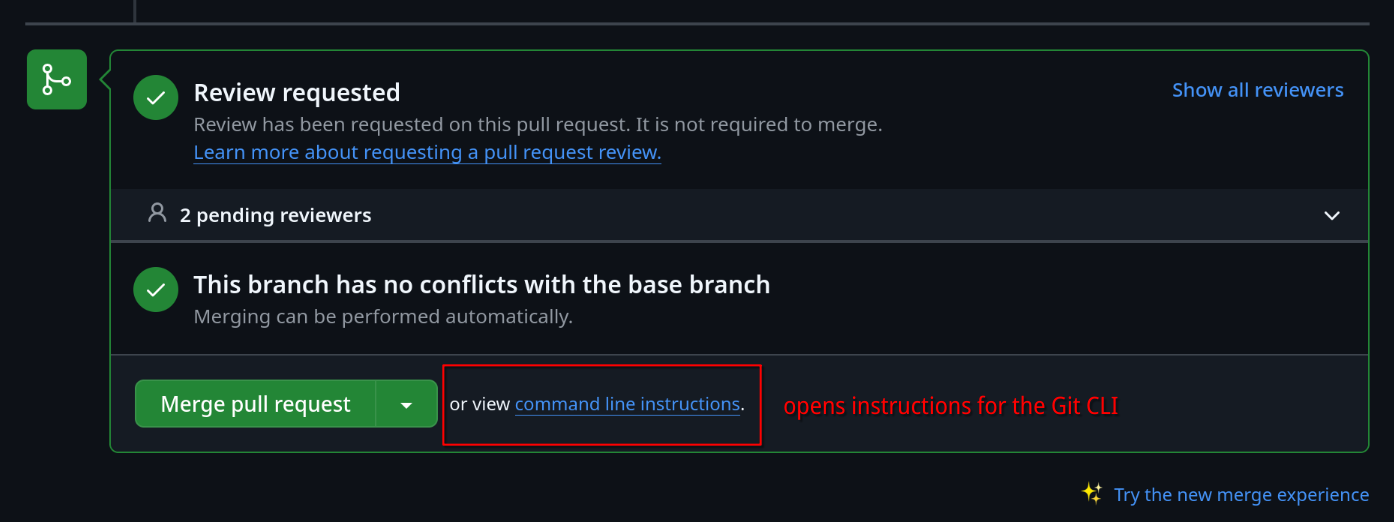 Review requested
Show all reviewers
Review has been requested on this pull request. It is not required to merge.
Learn more about requesting a pull request review.
2 pending reviewers
This branch has no conflicts with the base branch
Merging can be performed automatically.
Merge pull request
or view command line instructions.
opens instructions for the Git CLI
Try the new merge experience